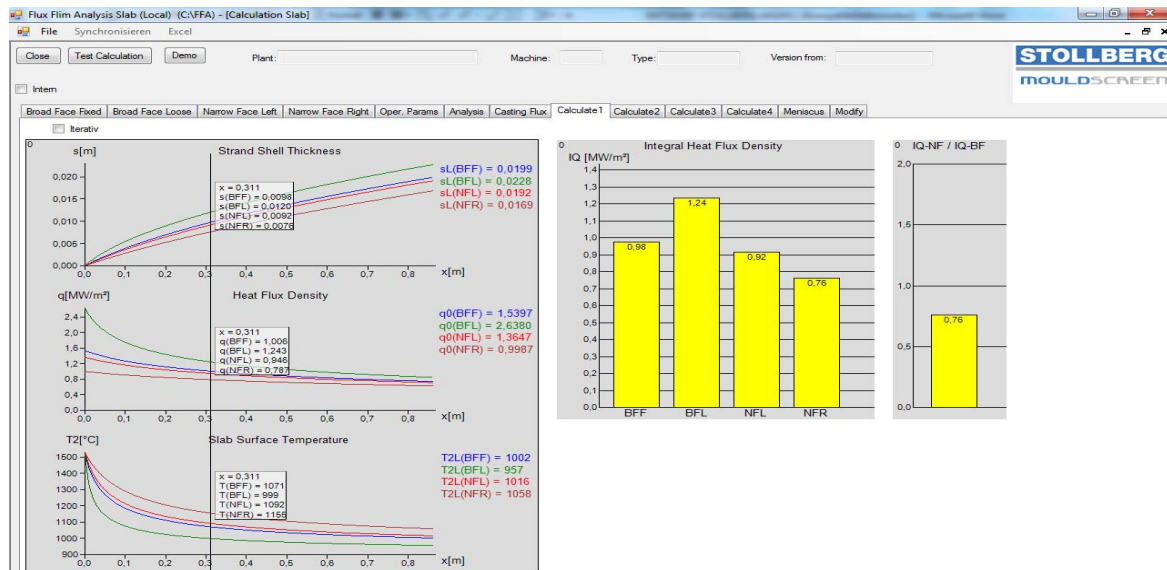 Flux Flim Analysis Slab (Local) (C:\FFA) - [Calculation Slab]
File Synchronisieren Excel
Close Test Calculation Demo Plant: Machine: Type: Version from:
STOLLBERG
MOULDSCREEN
Intern
Broad Face Fixed Broad Face Loose Narrow Face Left Narrow Face Right Oper. Params Analysis Casting Flux Calculate1 Calculate2 Calculate3 Calculate4 Meniscus Modify
Iterativ
0
s[m] Strand Shell Thickness
0,020
0,015
0,010
0,005
0,000
x = 0,311
s(BFF) = 0,0098
s(BFL) = 0,0120
s(NFL) = 0,0092
s(NFR) = 0,0076
sL(BFF) = 0,0199
sL(BFL) = 0,0228
sL(NFL) = 0,0192
sL(NFR) = 0,0169
0,0 0,1 0,2 0,3 0,4 0,5 0,6 0,7 0,8 x[m]
q[MW/m²] Heat Flux Density
2,4
2,0
1,6
1,2
0,8
0,4
0,0
x = 0,311
q(BFF) = 1,006
q(BFL) = 1,243
q(NFL) = 0,946
q(NFR) = 0,787
q0(BFF) = 1,5397
q0(BFL) = 2,6380
q0(NFL) = 1,3647
q0(NFR) = 0,9987
0,0 0,1 0,2 0,3 0,4 0,5 0,6 0,7 0,8 x[m]
T2[°C] Slab Surface Temperature
1500
1400
1300
1200
1100
1000
900
x = 0,311
T(BFF) = 1071
T(BFL) = 999
T(NFL) = 1092
T(NFR) = 1155
T2L(BFF) = 1002
T2L(BFL) = 957
T2L(NFL) = 1016
T2L(NFR) = 1058
0,0 0,1 0,2 0,3 0,4 0,5 0,6 0,7 0,8 x[m]
0 Integral Heat Flux Density
IQ [MW/m²]
1,4
1,3
1,2
1,1
1,0
0,9
0,8
0,7
0,6
0,5
0,4
0,3
0,2
0,1
0,0
0,98
1,24
0,92
0,76
BFF BFL NFL NFR
0 IQ-NF / IQ-BF
2,0
1,5
1,0
0,5
0,0
0,76